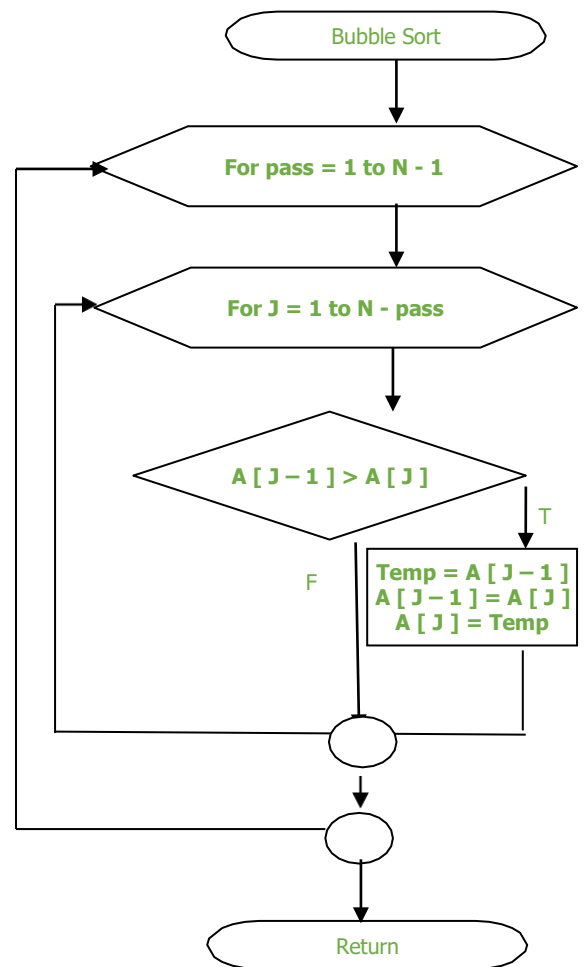 Bubble Sort
For pass = 1 to N - 1
For J = 1 to N - pass
A [ J – 1 ] > A [ J ]
T
F
Temp = A [ J – 1 ]
A [ J – 1 ] = A [ J ]
A [ J ] = Temp
Return